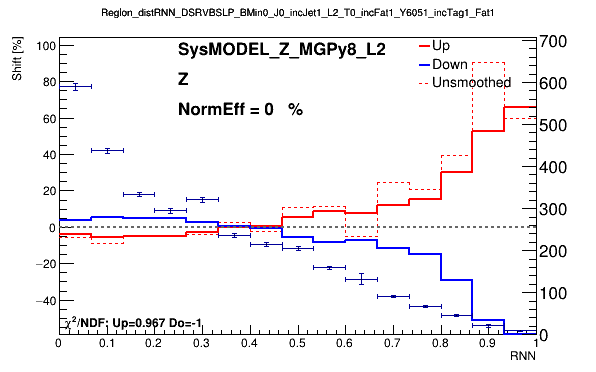 Region_distRNN_DSRVBSLP_BMin0_J0_incJet1_L2_T0_incFat1_Y6051_incTag1_Fat1
Shift [%]
SysMODEL_Z_MGPy8_L2
Z
NormEff = 0 %
Up
Down
Unsmoothed
100
80
60
40
20
0
−20
−40
700
600
500
400
300
200
100
0
χ²/NDF: Up=0.967 Do=-1
0 0.1 0.2 0.3 0.4 0.5 0.6 0.7 0.8 0.9 1
RNN